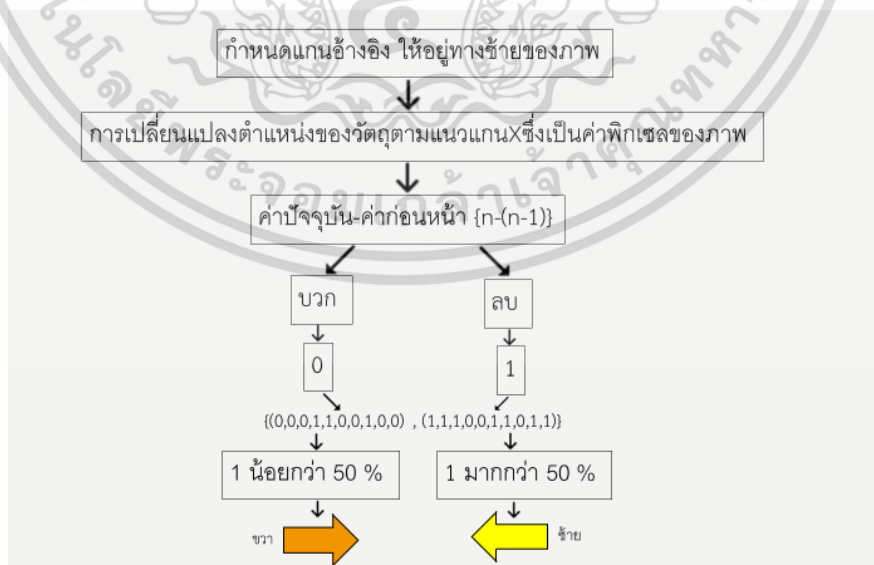 กำหนดแกนอ้างอิง ให้อยู่ทางซ้ายของภาพ
การเปลี่ยนแปลงตำแหน่งของวัตถุตามแนวแกนXซึ่งเป็นค่าพิกเซลของภาพ
ค่าปัจจุบัน-ค่าก่อนหน้า {n-(n-1)}
บวก ลบ
0 1
{(0,0,0,1,1,0,0,1,0,0) , (1,1,1,0,0,1,1,0,1,1)}
1 น้อยกว่า 50 % 1 มากกว่า 50 %
ขวา ซ้าย